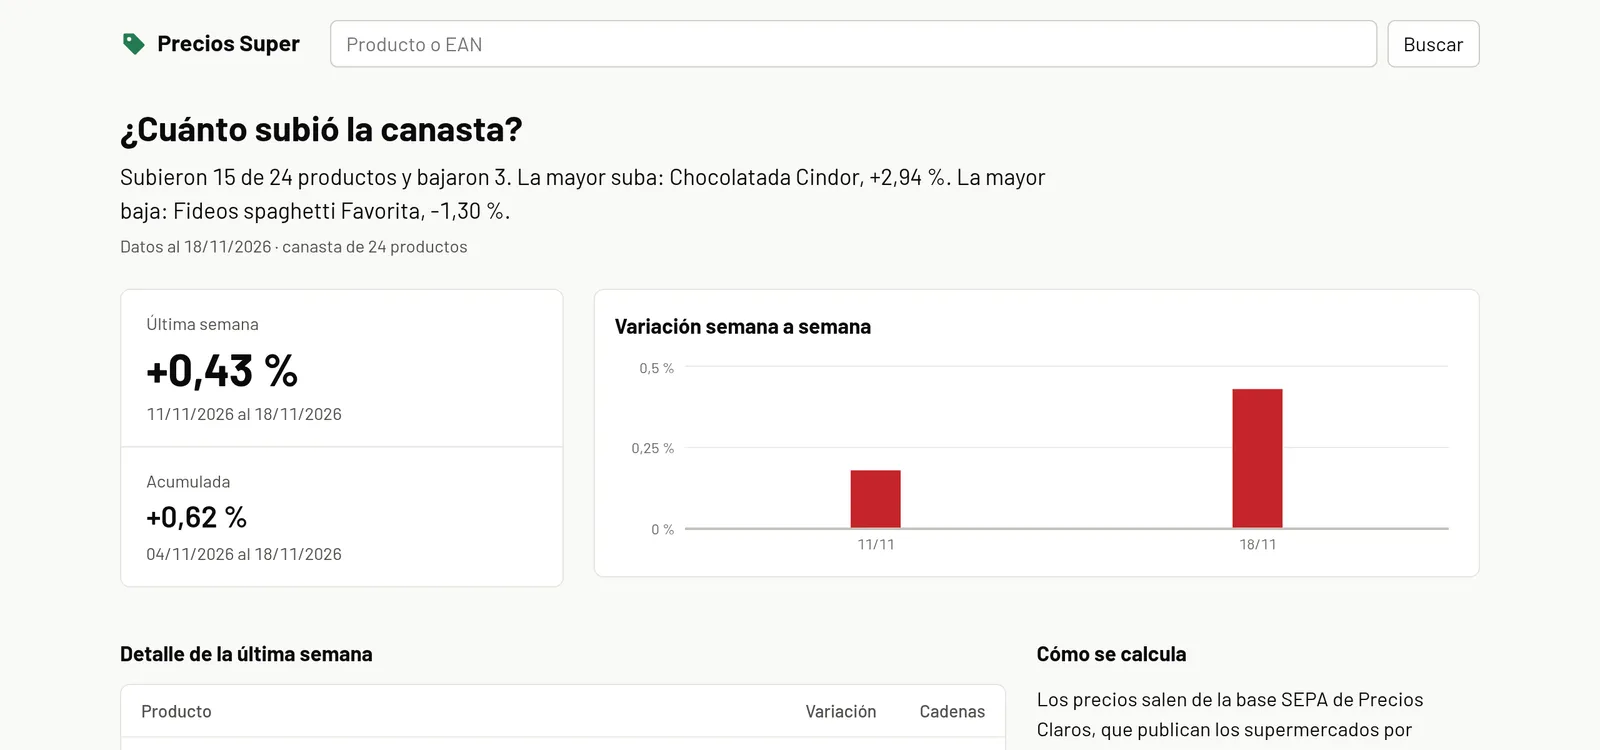 Precios Super
Producto o EAN
Buscar
¿Cuánto subió la canasta?
Subieron 15 de 24 productos y bajaron 3. La mayor suba: Chocolatada Cindor, +2,94 %. La mayor
baja: Fideos spaghetti Favorita, -1,30 %.
Datos al 18/11/2026 · canasta de 24 productos
Última semana
+0,43 %
11/11/2026 al 18/11/2026
Acumulada
+0,62 %
04/11/2026 al 18/11/2026
Variación semana a semana
0,5 %
0,25 %
0 %
11/11
18/11
Detalle de la última semana
Producto
Variación
Cadenas
Cómo se calcula
Los precios salen de la base SEPA de Precios
Claros, que publican los supermercados por